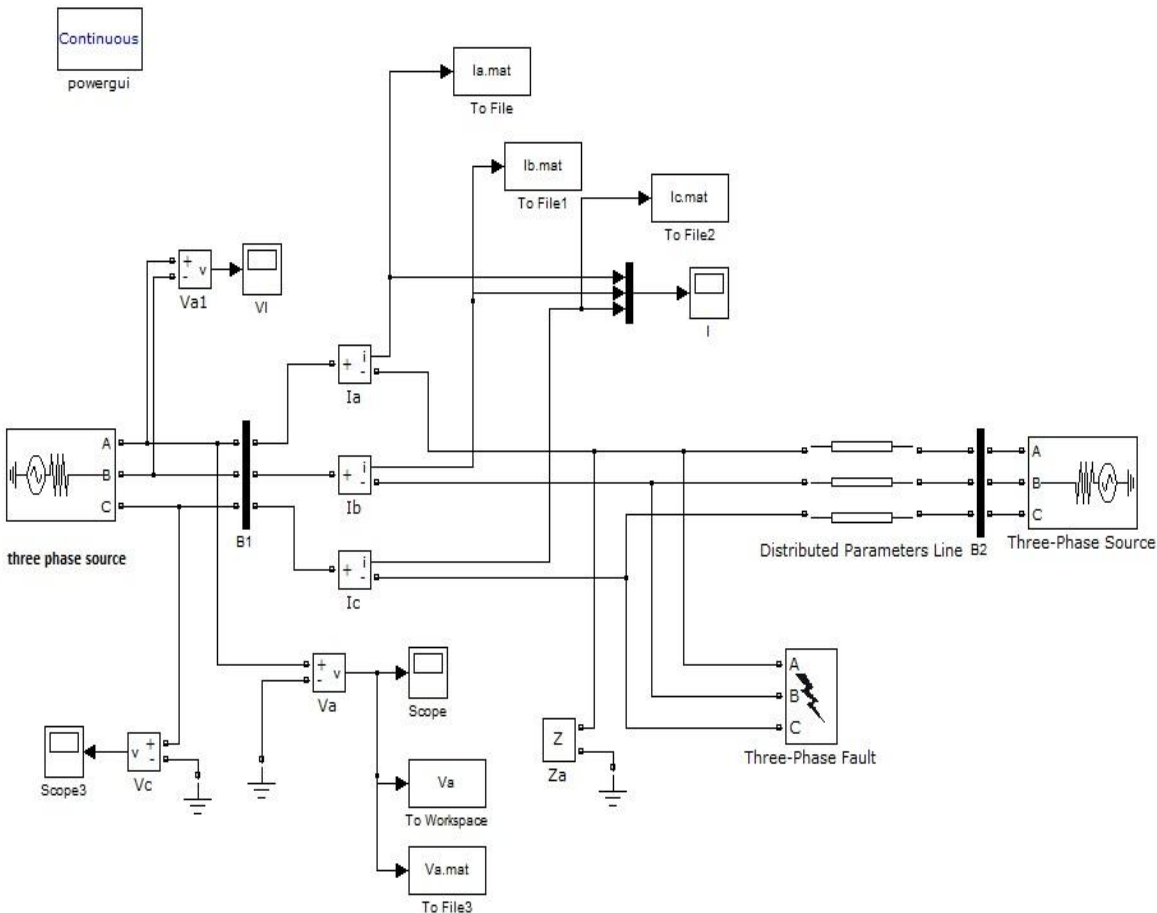 Continuous
powergui
Ia.mat
To File
Ib.mat
To File1
Ic.mat
To File2
+
-
v
Va1
Vl
I
+
i
-
Ia
A
B
C
three phase source
B1
+
i
-
Ib
+
i
-
Ic
Distributed Parameters Line
B2
A
B
C
Three-Phase Source
+
-
v
Va
Scope
Scope3
v
+
-
Vc
Z
Za
A
B
C
Three-Phase Fault
Va
To Workspace
Va.mat
To File3